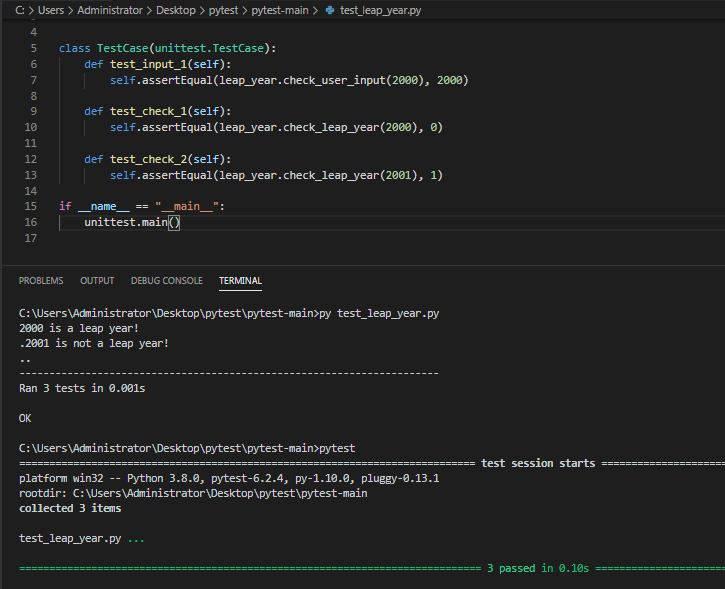 C: > Users > Administrator > Desktop > pytest > pytest-main > test_leap_year.py
4
5 class TestCase(unittest.TestCase):
6     def test_input_1(self):
7         self.assertEqual(leap_year.check_user_input(2000), 2000)
8
9     def test_check_1(self):
10         self.assertEqual(leap_year.check_leap_year(2000), 0)
11
12     def test_check_2(self):
13         self.assertEqual(leap_year.check_leap_year(2001), 1)
14
15 if __name__ == "__main__":
16     unittest.main()
17
PROBLEMS OUTPUT DEBUG CONSOLE TERMINAL
C:\Users\Administrator\Desktop\pytest\pytest-main>py test_leap_year.py
2000 is a leap year!
.2001 is not a leap year!
..
----------------------------------------------------------------------
Ran 3 tests in 0.001s
OK
C:\Users\Administrator\Desktop\pytest\pytest-main>pytest
============================================================================ test session starts =====================
platform win32 -- Python 3.8.0, pytest-6.2.4, py-1.10.0, pluggy-0.13.1
rootdir: C:\Users\Administrator\Desktop\pytest\pytest-main
collected 3 items
test_leap_year.py ...
============================================================================= 3 passed in 0.10s ======================